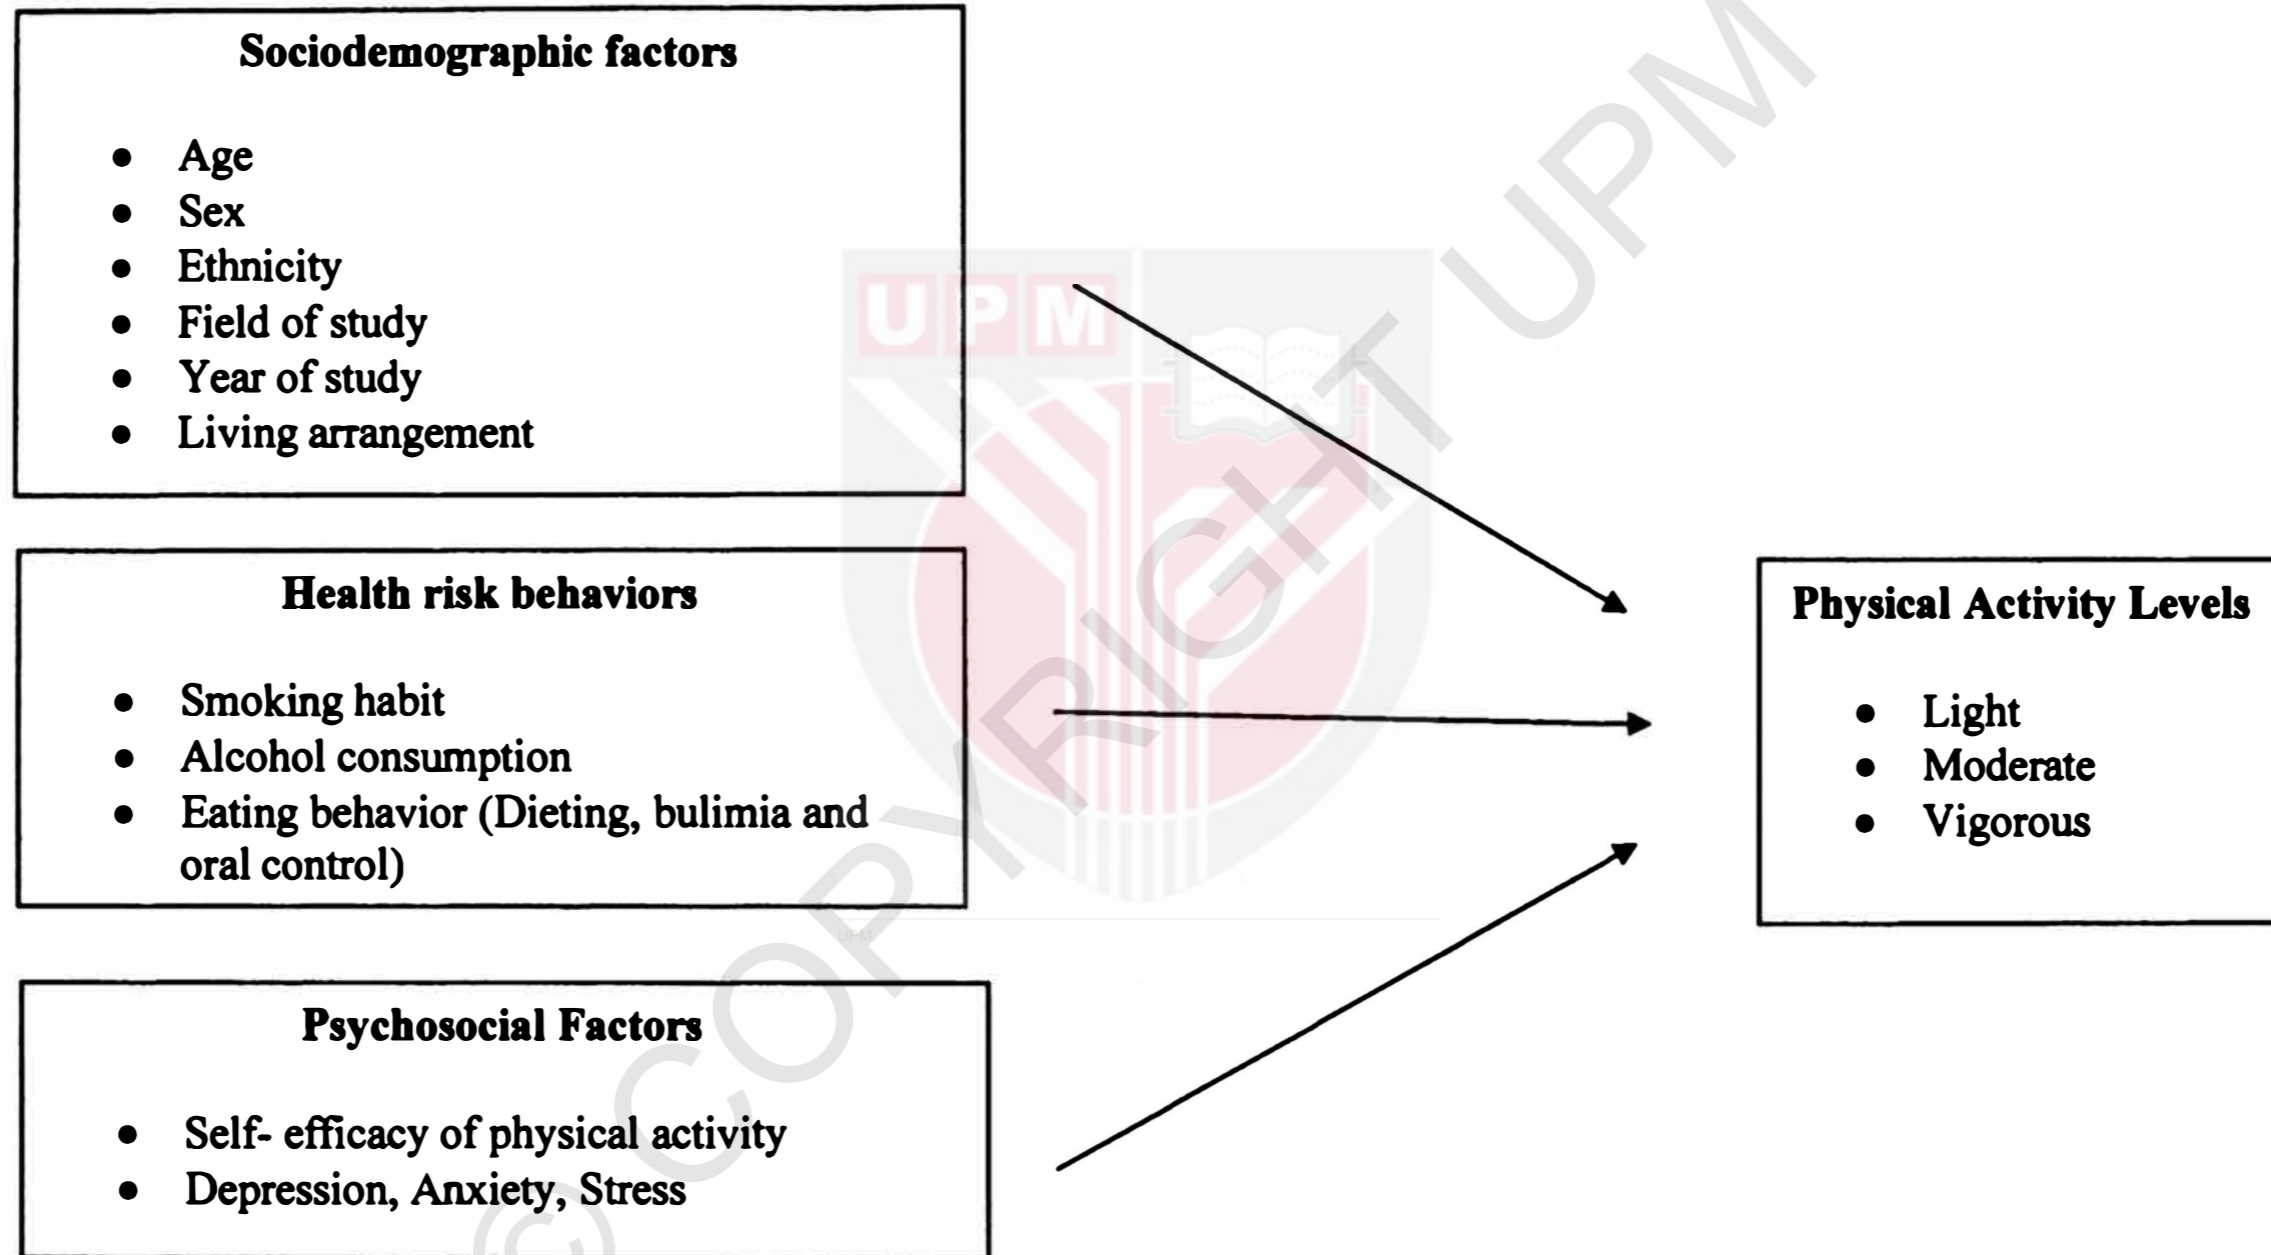 Sociodemographic factors
● Age
● Sex
● Ethnicity
● Field of study
● Year of study
● Living arrangement
Health risk behaviors
● Smoking habit
● Alcohol consumption
● Eating behavior (Dieting, bulimia and
oral control)
Psychosocial Factors
● Self- efficacy of physical activity
● Depression, Anxiety, Stress
Physical Activity Levels
● Light
● Moderate
● Vigorous
UPM
UPM
© COPYRIGHT UPM